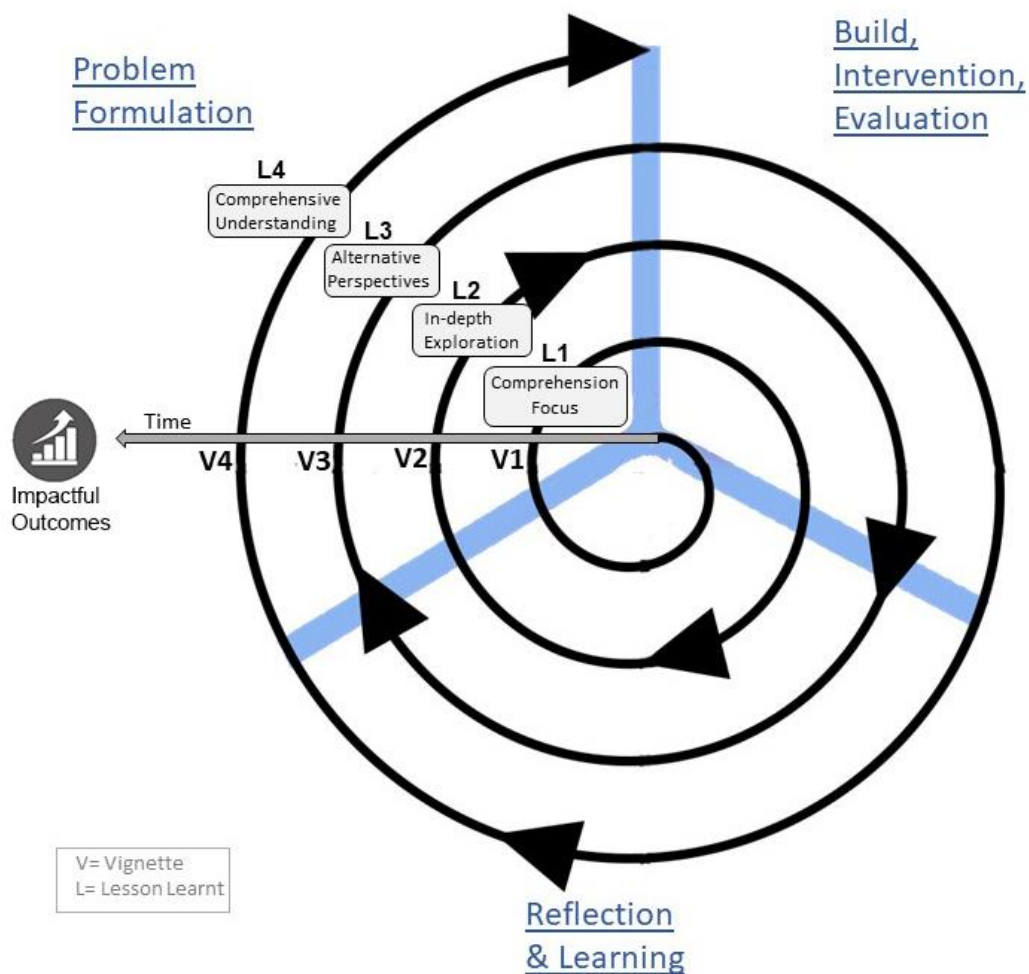 Problem
Formulation
Build,
Intervention,
Evaluation
L4
Comprehensive
Understanding
L3
Alternative
Perspectives
L2
In-depth
Exploration
L1
Comprehension
Focus
Time
V4
V3
V2
V1
Impactful
Outcomes
V= Vignette
L= Lesson Learnt
Reflection
& Learning